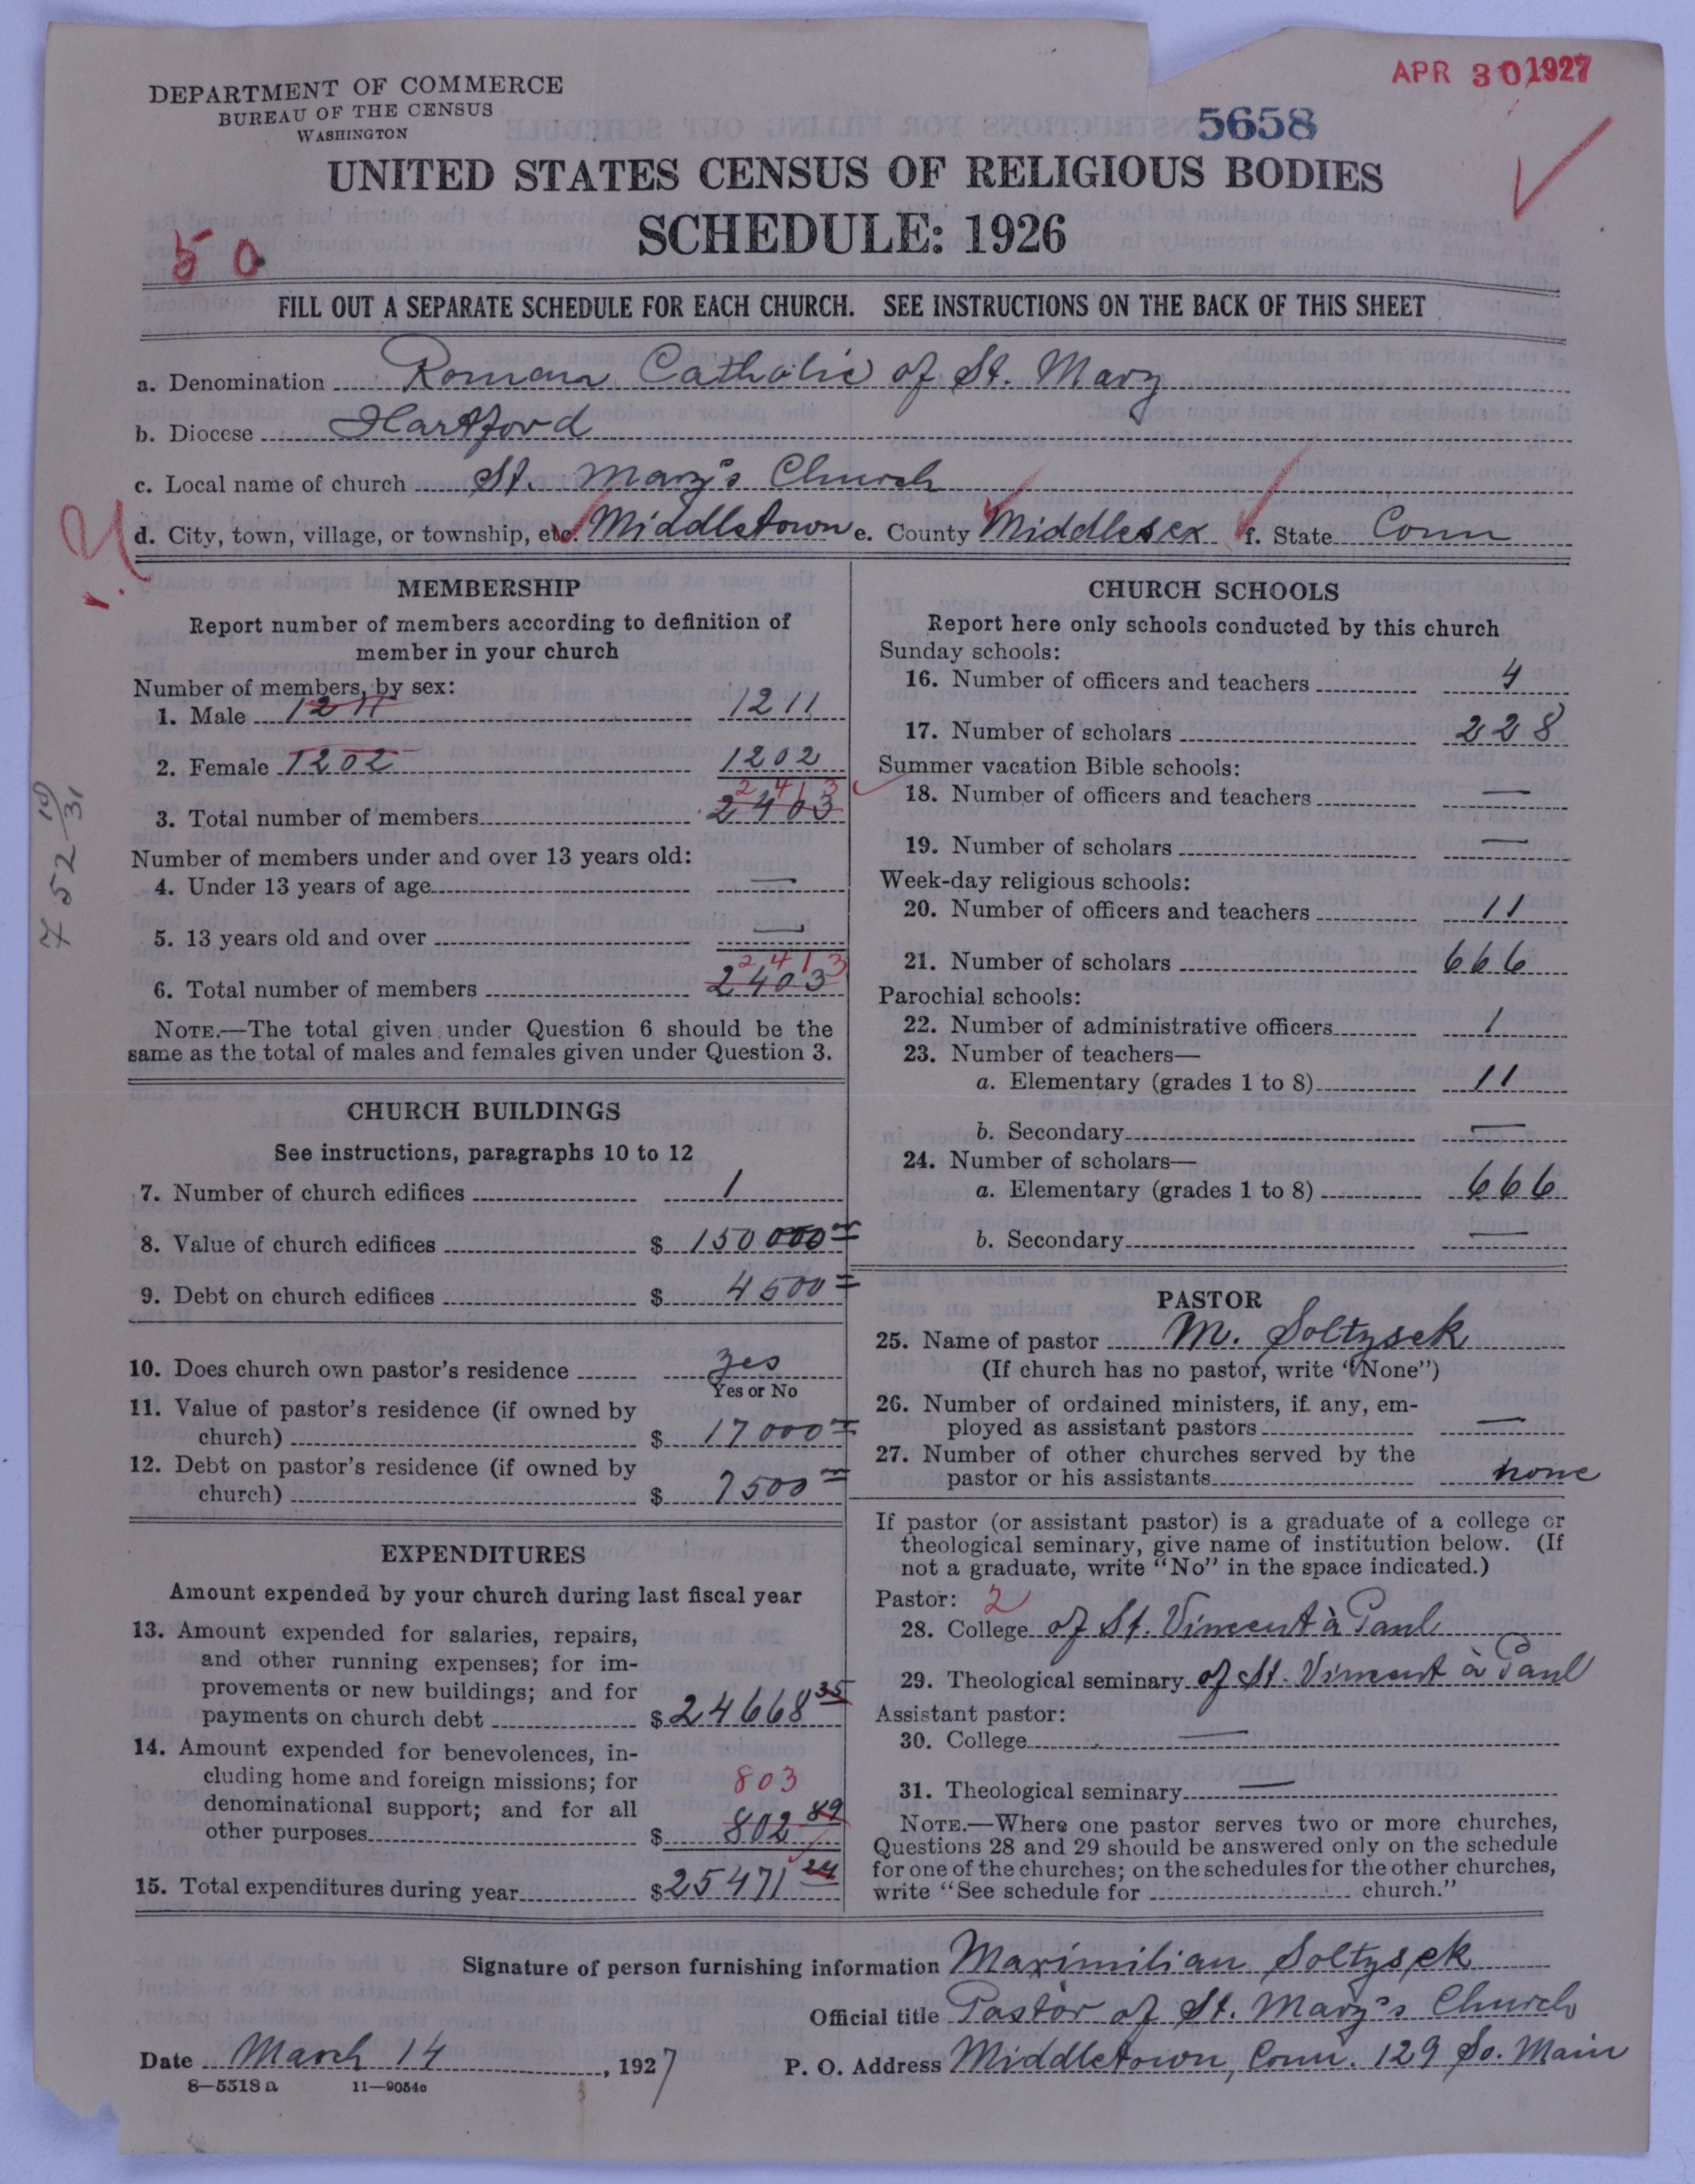 APR 30 1927
DEPARTMENT OF COMMERCE
BUREAU OF THE CENSUS
WASHINGTON
5658
UNITED STATES CENSUS OF RELIGIOUS BODIES
SCHEDULE: 1926
50
FILL OUT A SEPARATE SCHEDULE FOR EACH CHURCH. SEE INSTRUCTIONS ON THE BACK OF THIS SHEET
a. Denomination Roman Catholic of St. Mary
b. Diocese Hartford
c. Local name of church St. Mary's Church
d. City, town, village, or township, etc. Middletown e. County Middlesex f. State Conn
MEMBERSHIP
Report number of members according to definition of
member in your church
Number of members, by sex:
1. Male 1211 1211
2. Female 1202 1202
2413
3. Total number of members 2403
Number of members under and over 13 years old:
4. Under 13 years of age —
5. 13 years old and over —
2413
6. Total number of members 2403
NOTE.—The total given under Question 6 should be the
same as the total of males and females given under Question 3.
CHURCH BUILDINGS
See instructions, paragraphs 10 to 12
7. Number of church edifices 1
8. Value of church edifices $ 150 000
9. Debt on church edifices $ 4500
10. Does church own pastor's residence yes
Yes or No
11. Value of pastor's residence (if owned by
church) $ 17 000
12. Debt on pastor's residence (if owned by
church) $ 7500
EXPENDITURES
Amount expended by your church during last fiscal year
13. Amount expended for salaries, repairs,
and other running expenses; for im-
provements or new buildings; and for
payments on church debt $ 24668 35
14. Amount expended for benevolences, in-
cluding home and foreign missions; for
803
denominational support; and for all
other purposes $ 802 89
15. Total expenditures during year $ 25471 24
CHURCH SCHOOLS
Report here only schools conducted by this church
Sunday schools:
16. Number of officers and teachers 4
17. Number of scholars 228
Summer vacation Bible schools:
18. Number of officers and teachers —
19. Number of scholars —
Week-day religious schools:
20. Number of officers and teachers 11
21. Number of scholars 666
Parochial schools:
22. Number of administrative officers 1
23. Number of teachers—
a. Elementary (grades 1 to 8) 11
b. Secondary —
24. Number of scholars—
a. Elementary (grades 1 to 8) 666
b. Secondary —
PASTOR
25. Name of pastor M. Soltysek
(If church has no pastor, write "None")
26. Number of ordained ministers, if any, em-
ployed as assistant pastors —
27. Number of other churches served by the
pastor or his assistants none
If pastor (or assistant pastor) is a graduate of a college or
theological seminary, give name of institution below. (If
not a graduate, write "No" in the space indicated.)
Pastor: 2
28. College of St. Vincent à Paul
29. Theological seminary of St. Vincent à Paul
Assistant pastor:
30. College —
31. Theological seminary —
NOTE.—Where one pastor serves two or more churches,
Questions 28 and 29 should be answered only on the schedule
for one of the churches; on the schedules for the other churches,
write "See schedule for church."
Signature of person furnishing information Maximilian Soltysek
Official title Pastor of St. Mary's Church
Date March 14, 1927 P. O. Address Middletown, Conn. 129 So. Main
8—5518 a 11—9054c